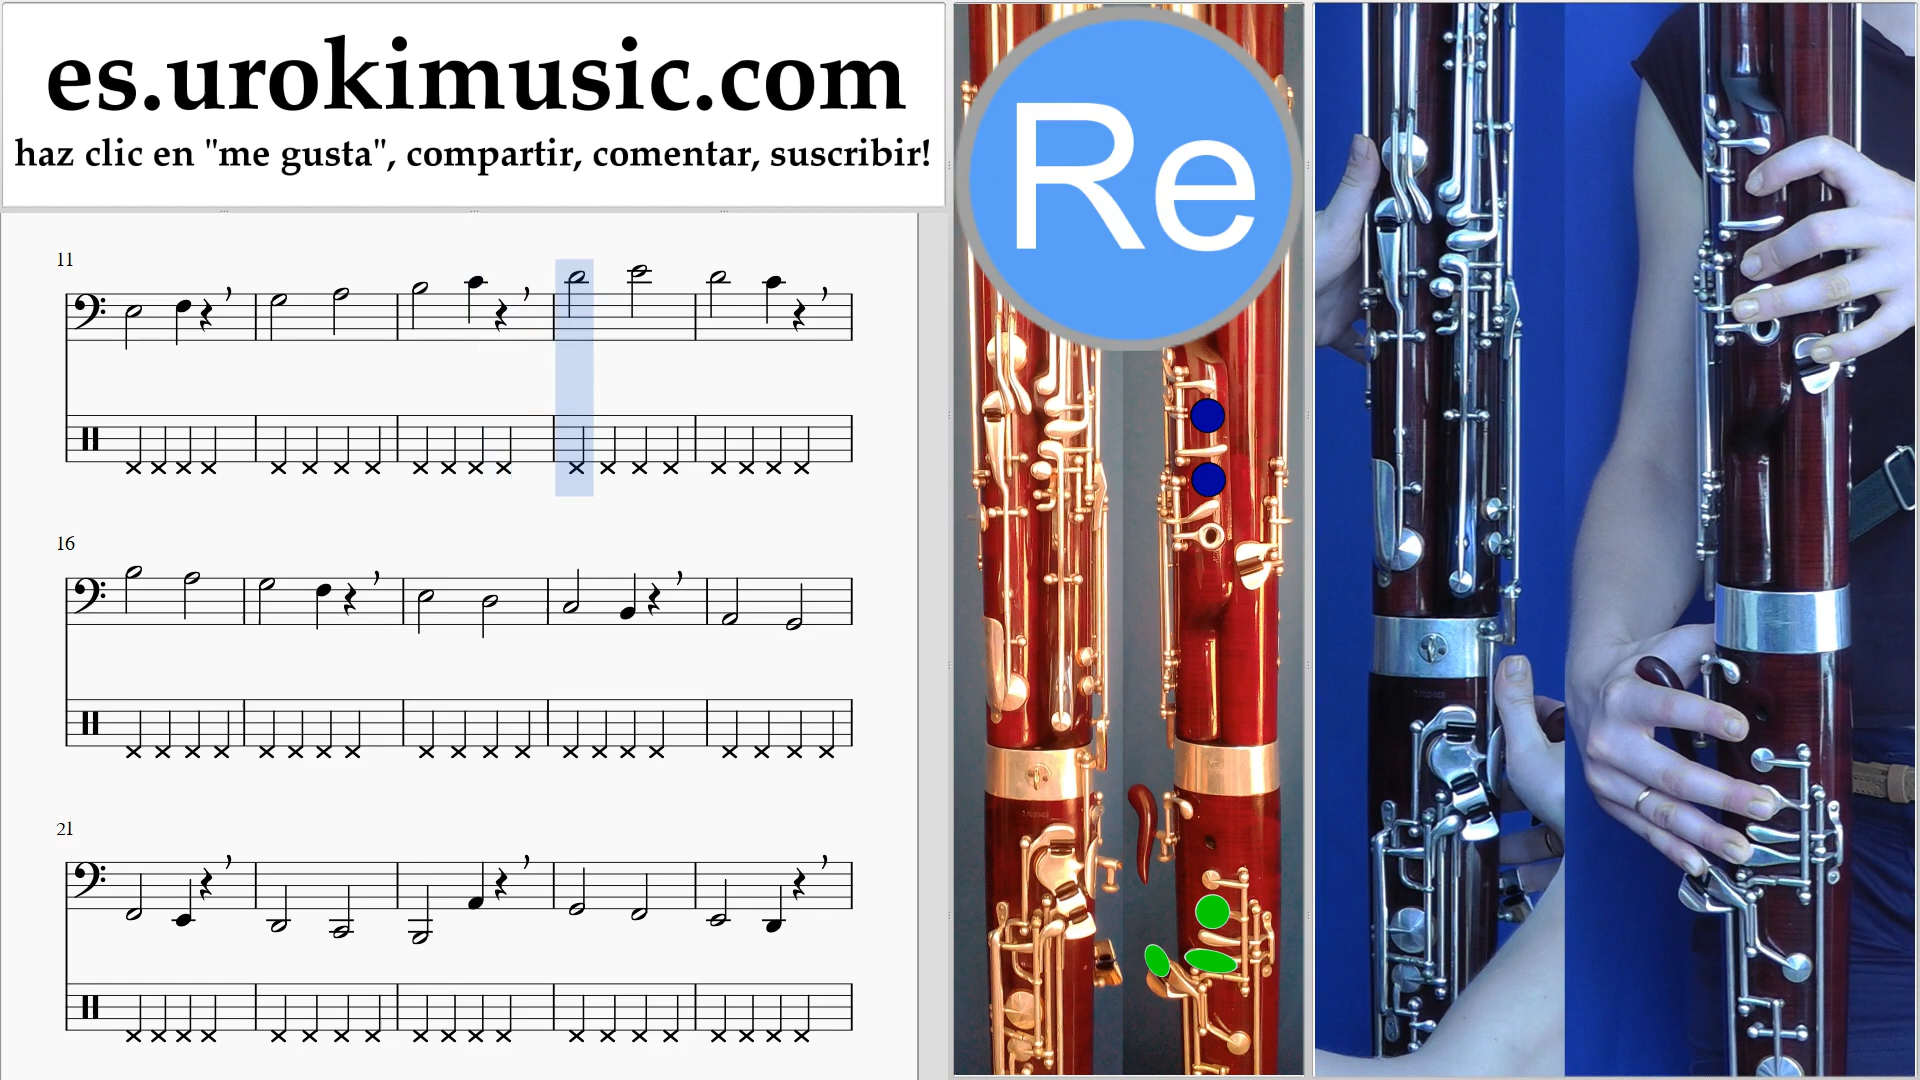 es.urokimusic.com
haz clic en "me gusta", compartir, comentar, suscribir!
Re
11
16
21